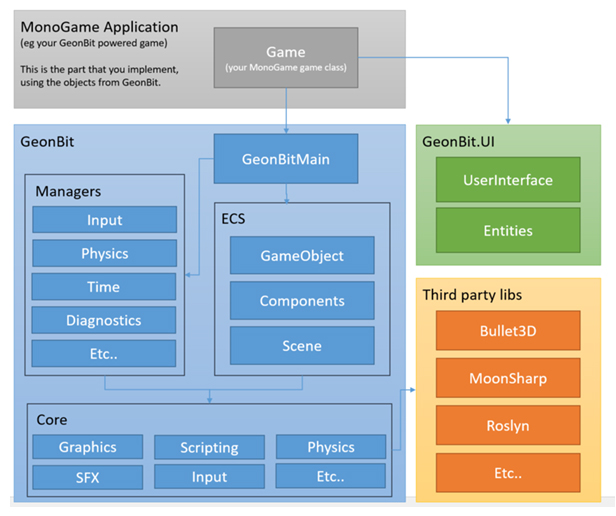 MonoGame Application
(eg your GeonBit powered game)
This is the part that you implement,
using the objects from GeonBit.
Game
(your MonoGame game class)
GeonBit
GeonBitMain
Managers
Input
Physics
Time
Diagnostics
Etc..
ECS
GameObject
Components
Scene
Core
Graphics
Scripting
Physics
SFX
Input
Etc..
GeonBit.UI
UserInterface
Entities
Third party libs
Bullet3D
MoonSharp
Roslyn
Etc..